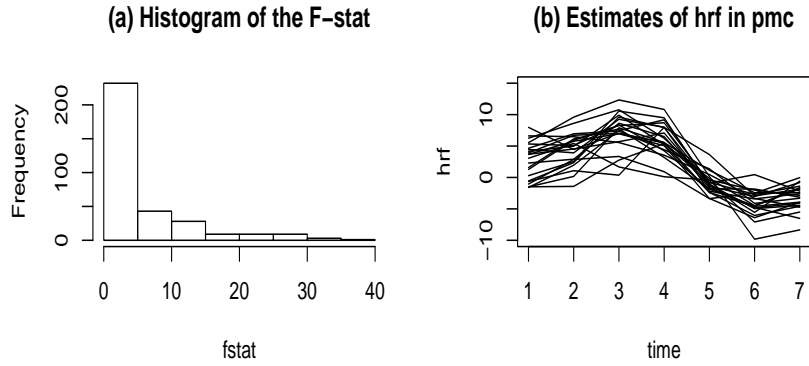 (a) Histogram of the F−stat
Frequency
200
100
0
0 10 20 30 40
fstat
(b) Estimates of hrf in pmc
hrf
10
0
−10
1 2 3 4 5 6 7
time